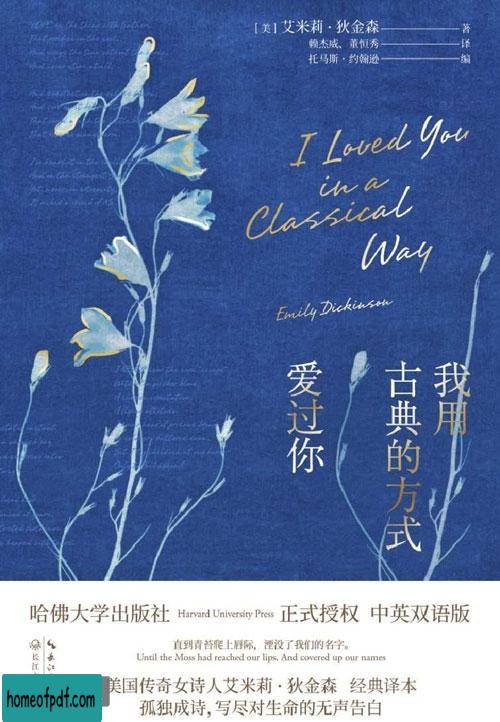 [美] 艾米莉·狄金森 著
赖杰威、董恒秀 译
托马斯·约翰逊 编
I Loved You
in a
Classical
Way
Emily Dickinson
我用
古典的方式
爱过你
哈佛大学出版社 Harvard University Press 正式授权 中英双语版
直到青苔爬上唇际，湮没了我们的名字。
Until the Moss had reached our lips, And covered up our names
长江
长江
美国传奇女诗人艾米莉·狄金森 经典译本
孤独成诗，写尽对生命的无声告白
homeofpdf.com